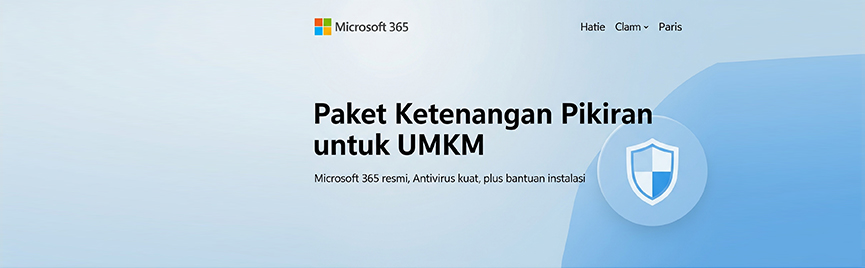 Microsoft 365
Hatie Clam Paris
Paket Ketenangan Pikiran
untuk UMKM
Microsoft 365 resmi, Antivirus kuat, plus bantuan instalasi